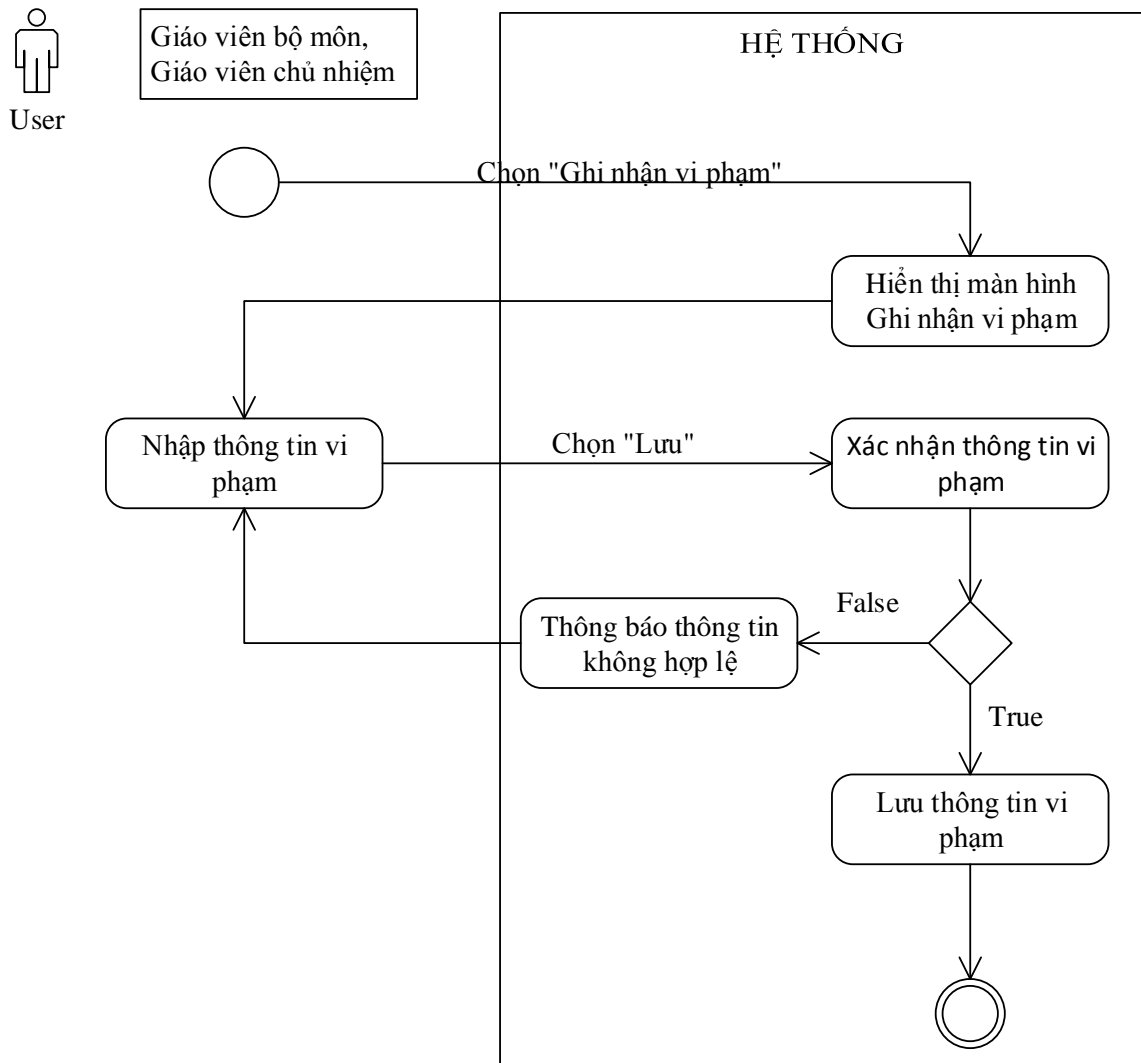 Giáo viên bộ môn,
Giáo viên chủ nhiệm
HỆ THỐNG
User
Chọn "Ghi nhận vi phạm"
Hiển thị màn hình
Ghi nhận vi phạm
Nhập thông tin vi
phạm
Chọn "Lưu"
Xác nhận thông tin vi
phạm
False
Thông báo thông tin
không hợp lệ
True
Lưu thông tin vi
phạm